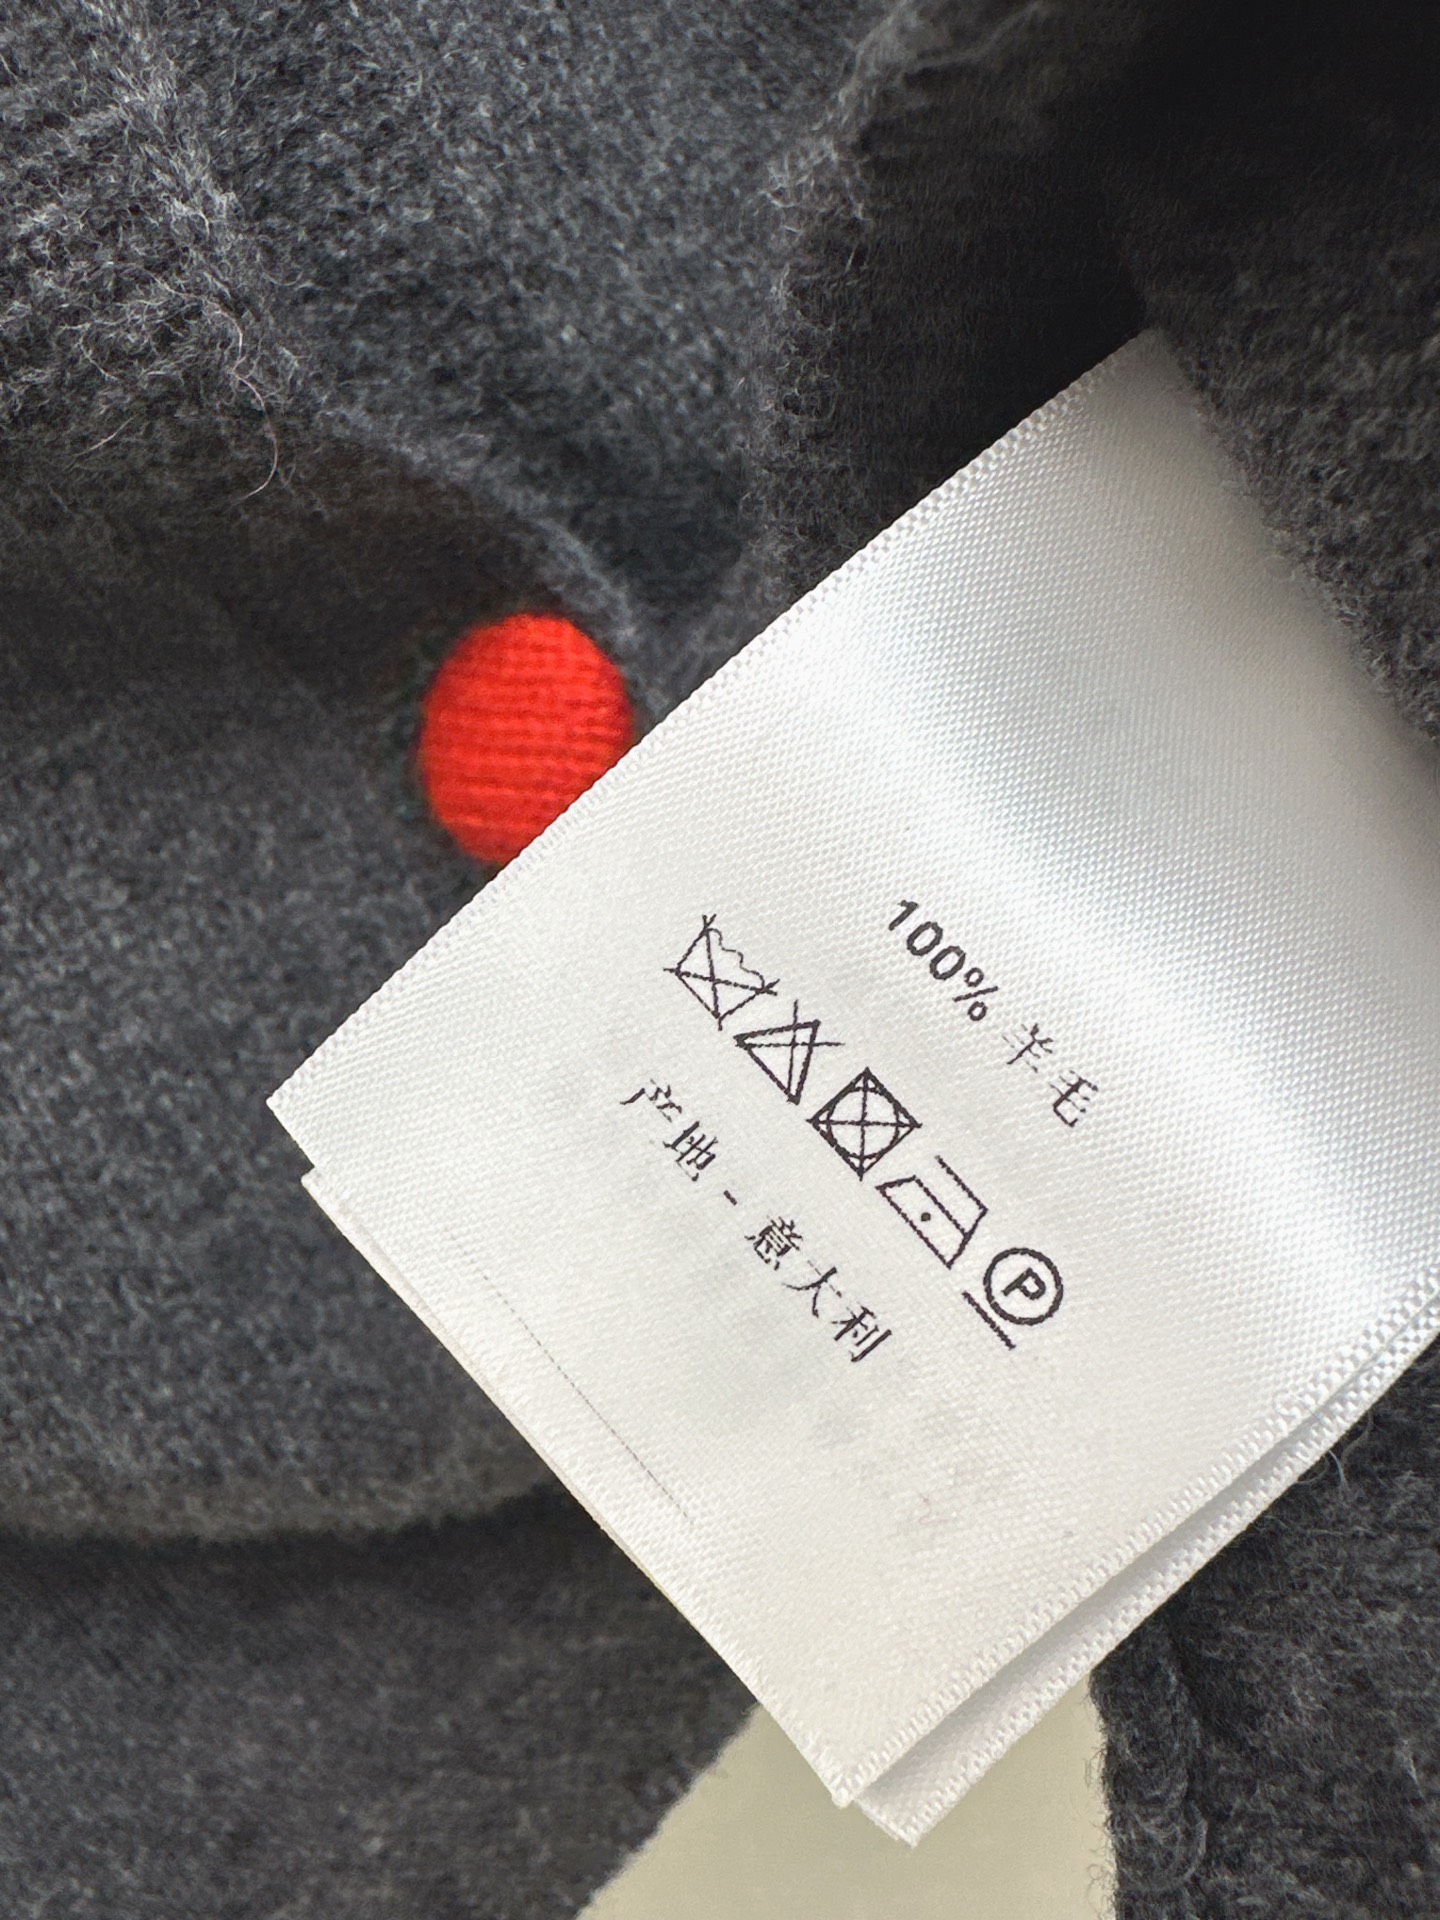 100% 羊毛
P
产地 - 意大利